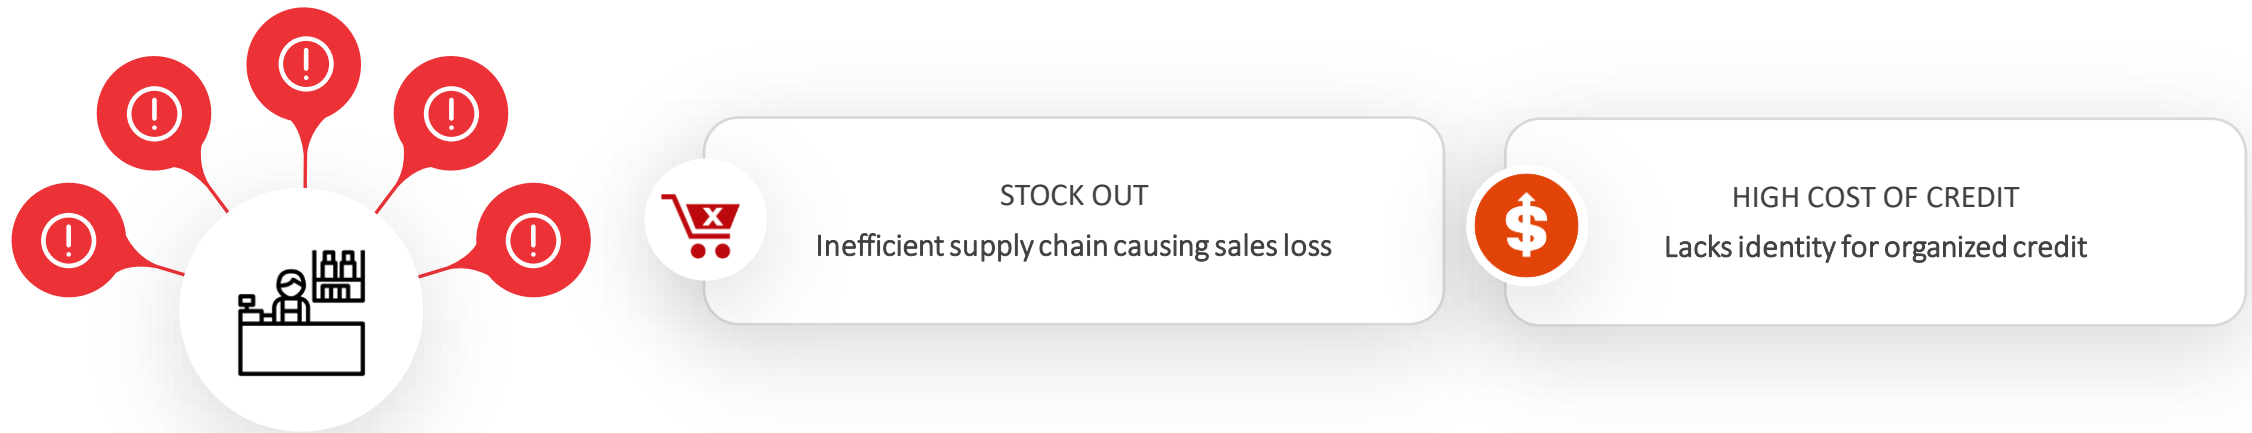 STOCK OUT
Inefficient supply chain causing sales loss
HIGH COST OF CREDIT
Lacks identity for organized credit